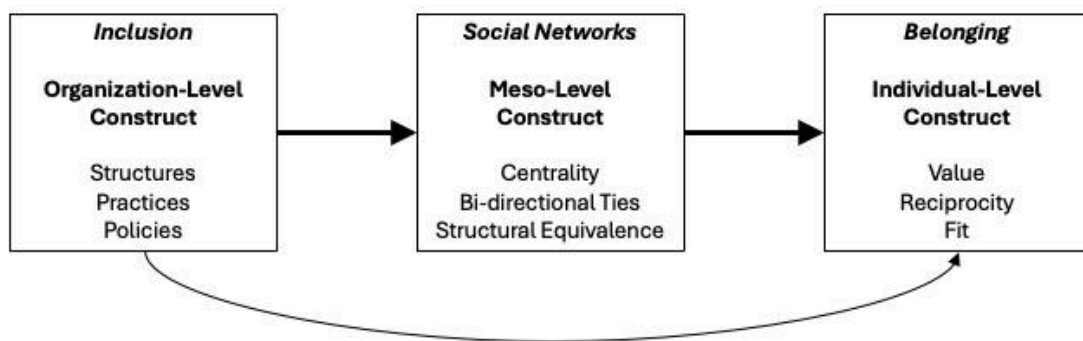 Inclusion
Organization-Level
Construct
Structures
Practices
Policies
Social Networks
Meso-Level
Construct
Centrality
Bi-directional Ties
Structural Equivalence
Belonging
Individual-Level
Construct
Value
Reciprocity
Fit